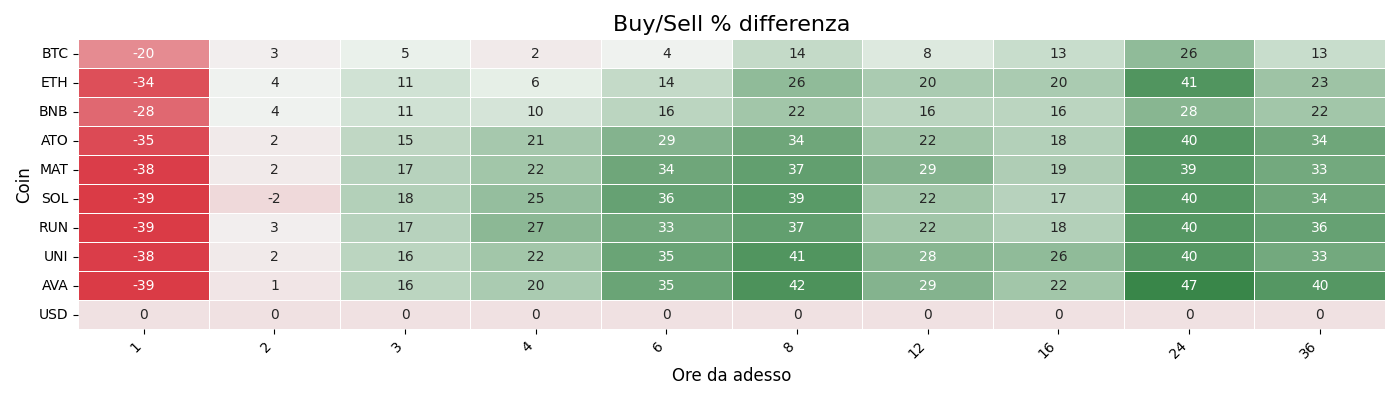 Buy/Sell % differenza
Coin
BTC -20 3 5 2 4 14 8 13 26 13
ETH -34 4 11 6 14 26 20 20 41 23
BNB -28 4 11 10 16 22 16 16 28 22
ATO -35 2 15 21 29 34 22 18 40 34
MAT -38 2 17 22 34 37 29 19 39 33
SOL -39 -2 18 25 36 39 22 17 40 34
RUN -39 3 17 27 33 37 22 18 40 36
UNI -38 2 16 22 35 41 28 26 40 33
AVA -39 1 16 20 35 42 29 22 47 40
USD 0 0 0 0 0 0 0 0 0 0
1 2 3 4 6 8 12 16 24 36
Ore da adesso